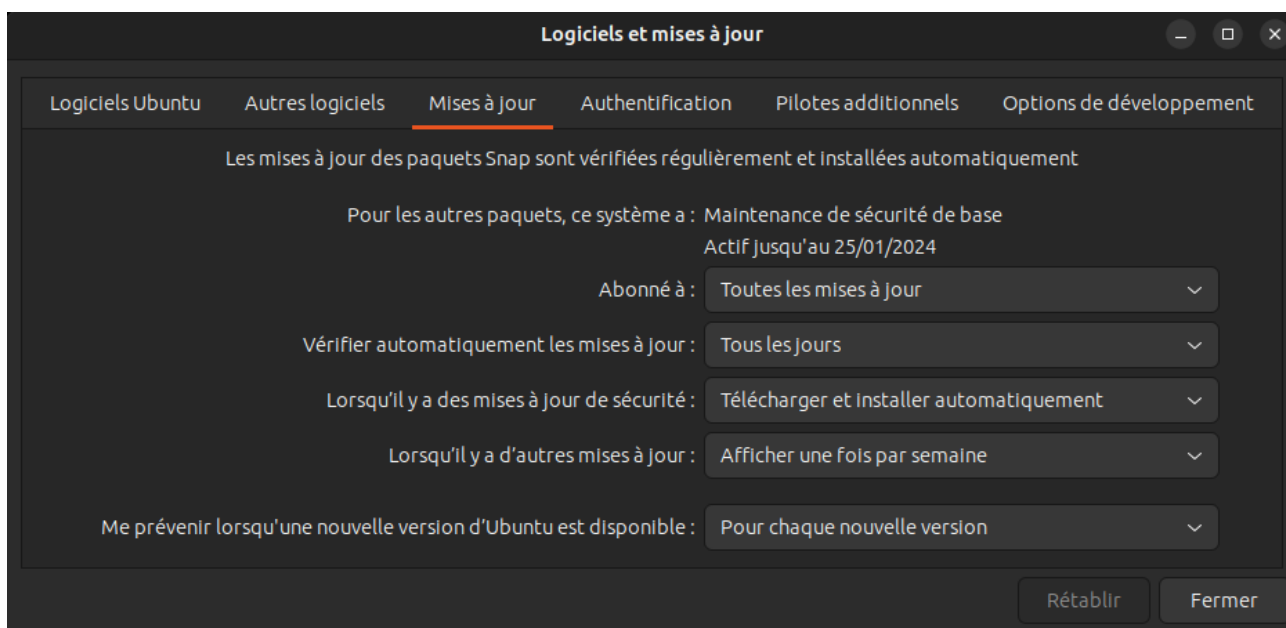 Logiciels et mises à jour
Logiciels Ubuntu Autres logiciels Mises à jour Authentification Pilotes additionnels Options de développement
Les mises à jour des paquets Snap sont vérifiées régulièrement et installées automatiquement
Pour les autres paquets, ce système a : Maintenance de sécurité de base
Actif jusqu'au 25/01/2024
Abonné à : Toutes les mises à jour
Vérifier automatiquement les mises à jour : Tous les jours
Lorsqu’il y a des mises à jour de sécurité : Télécharger et installer automatiquement
Lorsqu’il y a d’autres mises à jour : Afficher une fois par semaine
Me prévenir lorsqu'une nouvelle version d’Ubuntu est disponible : Pour chaque nouvelle version
Rétablir Fermer